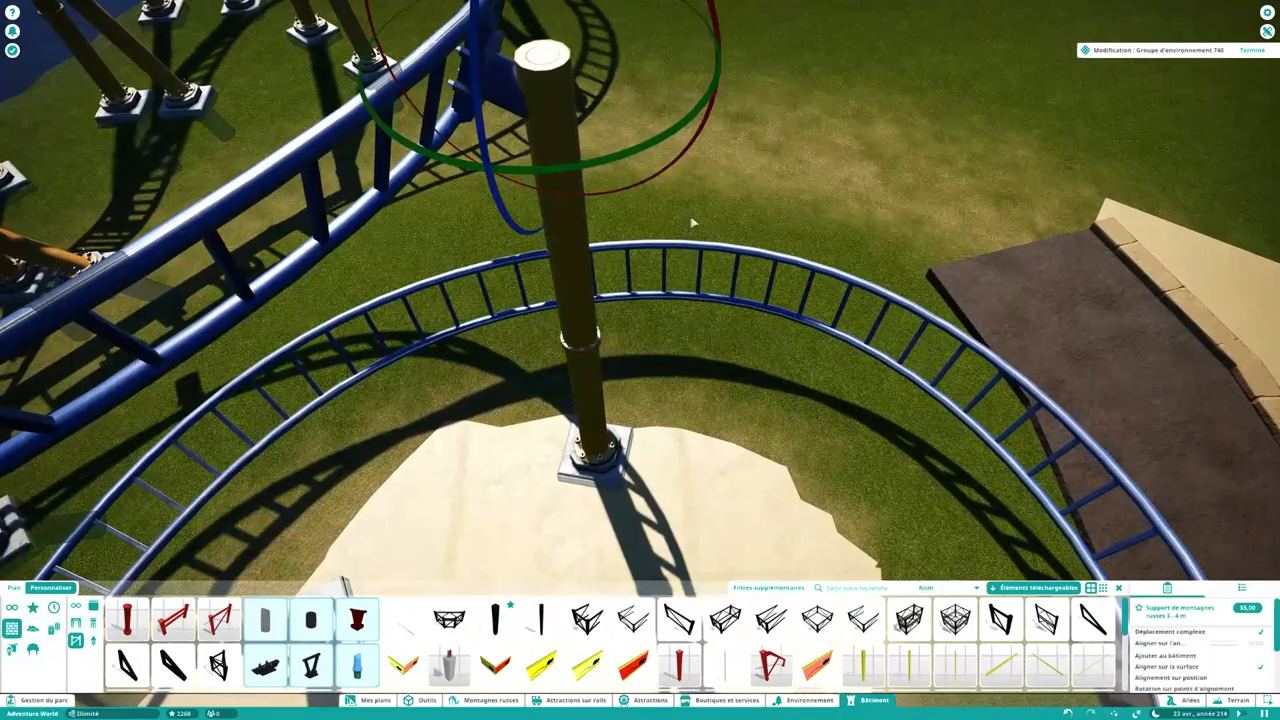 Modification : Groupe d'environnement 740
Terminé
Plan
Personnaliser
Filtres supplémentaires
Saisir votre recherche
Nom
Éléments téléchargeables
Support de montagnes russes 3 - 4 m
$5,00
Déplacement complexe
Aligner sur l'an...
Ajouter au bâtiment
Aligner sur la surface
Alignement sur position
Rotation sur points d'alignement
Gestion du parc
Mes plans
Outils
Montagnes russes
Attractions sur rails
Attractions
Boutiques et services
Environnement
Bâtiment
Allées
Terrain
Adventure World
Illimité
2260
0
23 avr., année 214